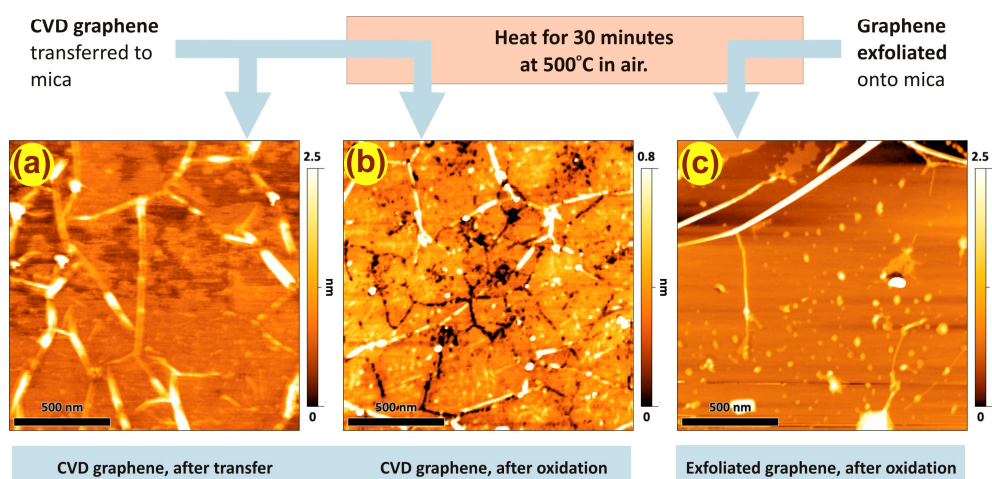 CVD graphene
transferred to
mica
Heat for 30 minutes
at 500°C in air.
Graphene
exfoliated
onto mica
(a)
2.5
nm
0
500 nm
(b)
0.8
nm
0
500 nm
(c)
2.5
nm
0
500 nm
CVD graphene, after transfer
CVD graphene, after oxidation
Exfoliated graphene, after oxidation